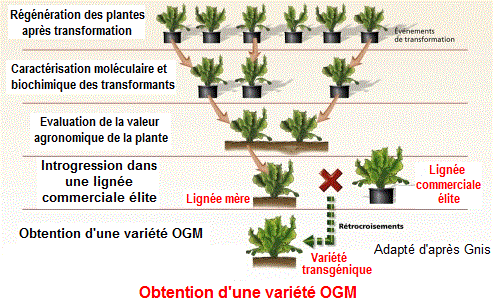 Régénération des plantes
après transformation
Événements
de transformation
Caractérisation moléculaire et
biochimique des transformants
Evaluation de la valeur
agronomique de la plante
Introgression dans
une lignée
commerciale élite
Lignée mère
Lignée
commerciale
élite
Rétrocroisements
Obtention d'une variété OGM
Variété
transgénique
Adapté d'après Gnis
Obtention d'une variété OGM